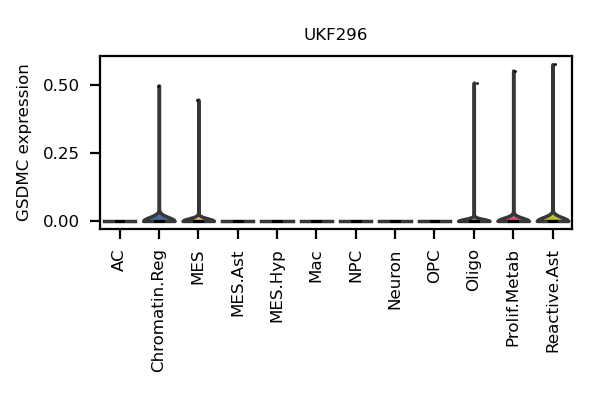 UKF296
GSDMC expression
0.50
0.25
0.00
AC
Chromatin.Reg
MES
MES.Ast
MES.Hyp
Mac
NPC
Neuron
OPC
Oligo
Prolif.Metab
Reactive.Ast